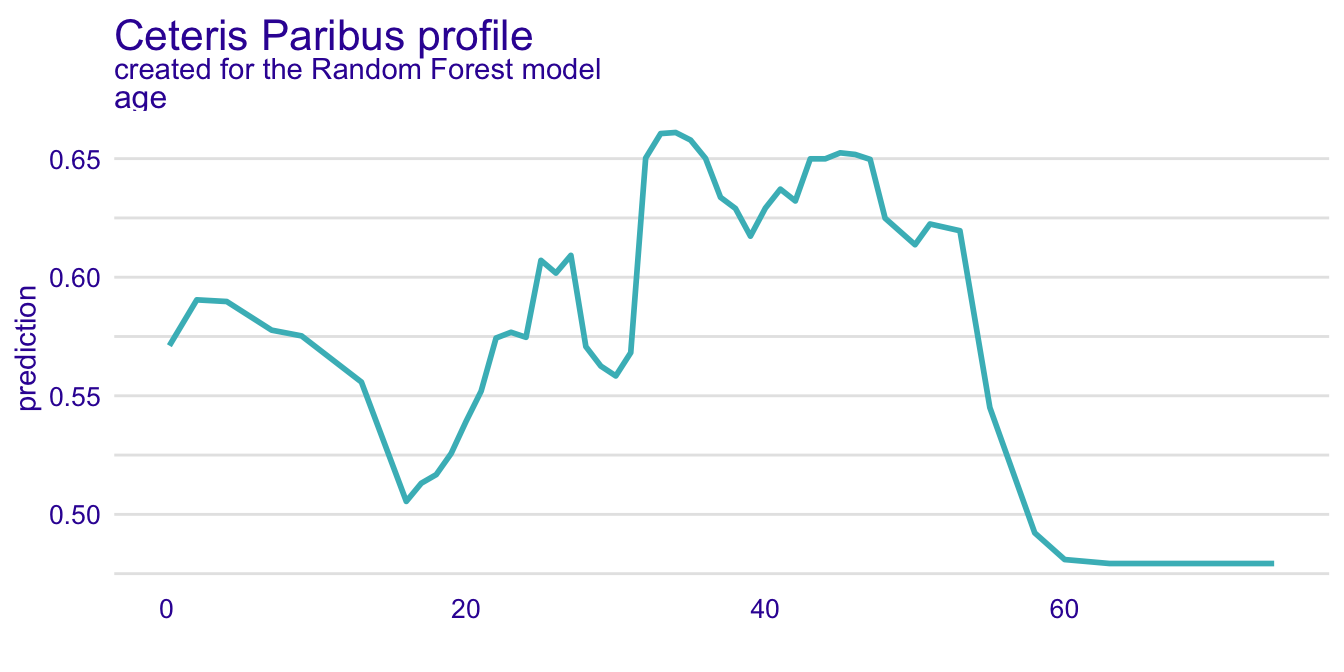 Ceteris Paribus profile
created for the Random Forest model
age
0.65
0.60
0.55
0.50
prediction
0 20 40 60